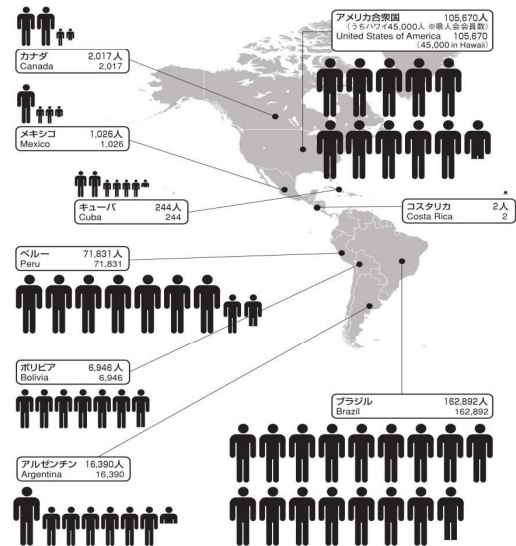 カナダ 2,017人
Canada 2,017
メキシコ 1,026人
Mexico 1,026
キューバ 244人
Cuba 244
アメリカ合衆国 105,670人
(うちハワイ45,000人 ※県人会会員数)
United States of America 105,670
(45,000 in Hawaii)
コスタリカ 2人
Costa Rica 2
ペルー 71,831人
Peru 71,831
ボリビア 6,946人
Bolivia 6,946
アルゼンチン 16,390人
Argentina 16,390
ブラジル 162,892人
Brazil 162,892